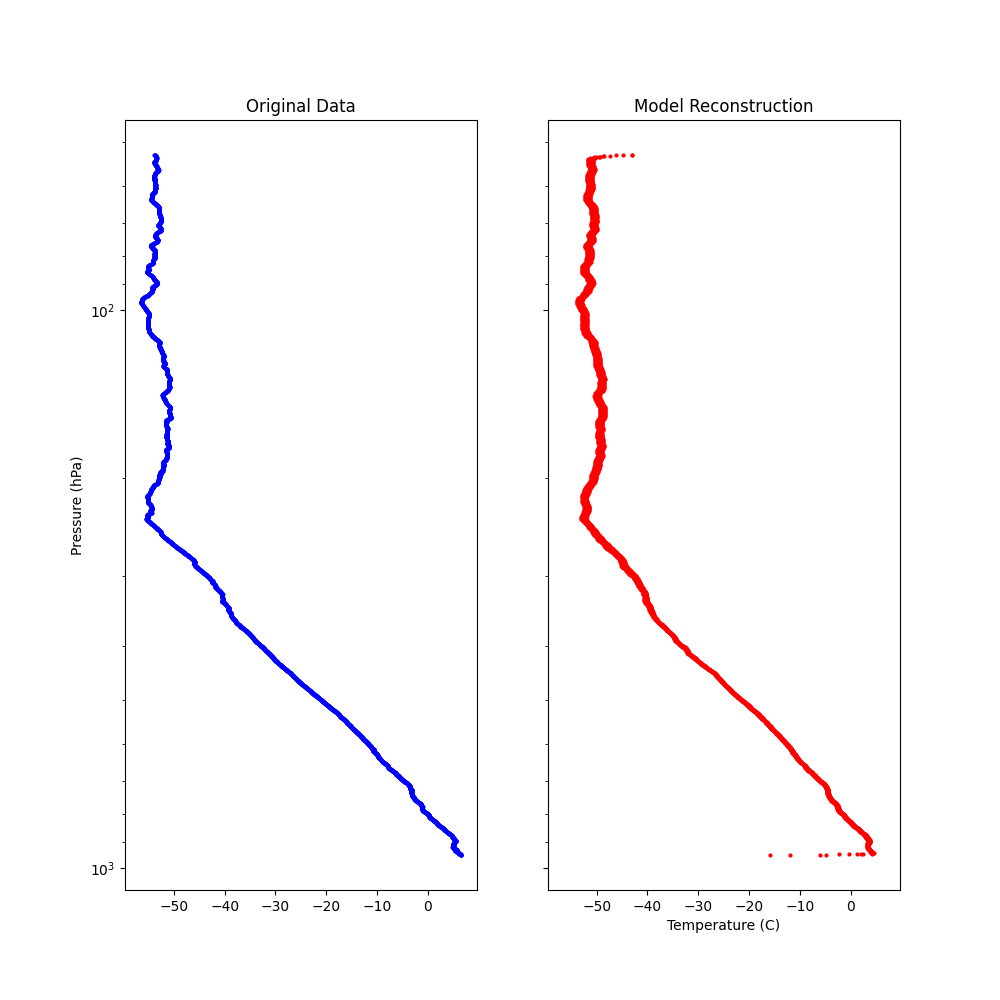 Original Data
Model Reconstruction
Pressure (hPa)
10²
10³
−50 −40 −30 −20 −10 0
−50 −40 −30 −20 −10 0
Temperature (C)